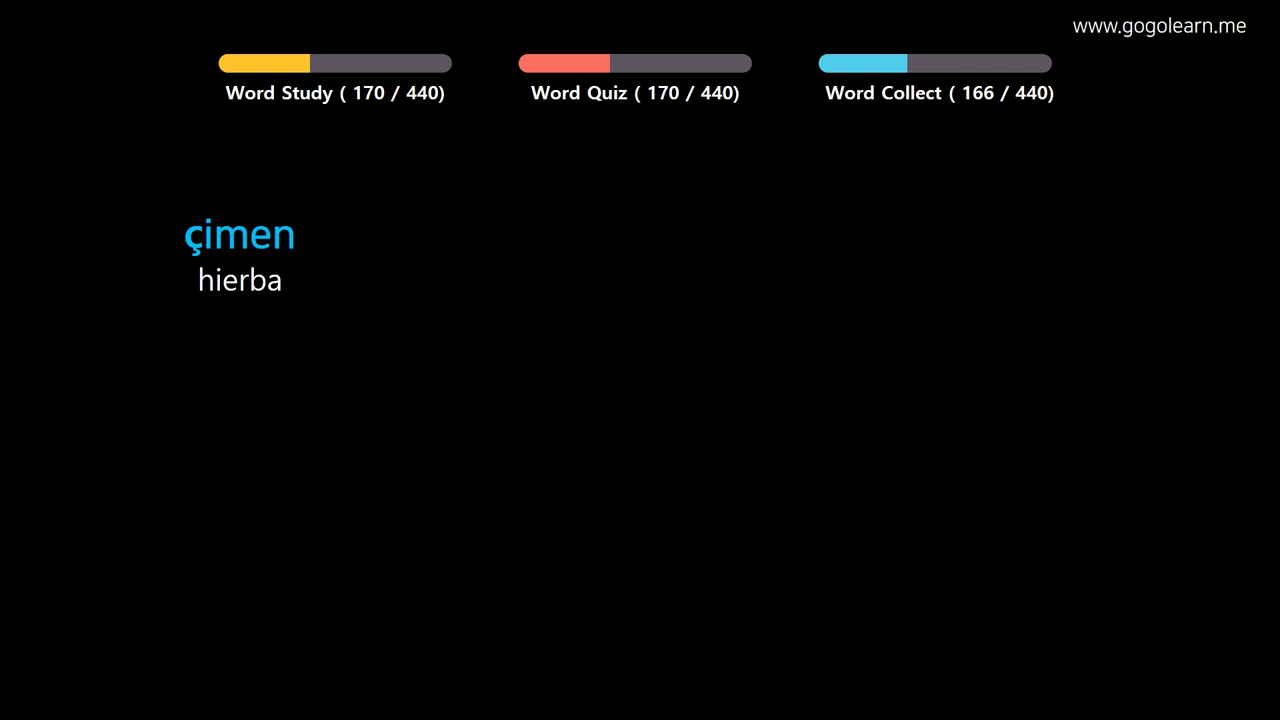 www.gogolearn.me
Word Study ( 170 / 440)
Word Quiz ( 170 / 440)
Word Collect ( 166 / 440)
çimen
hierba